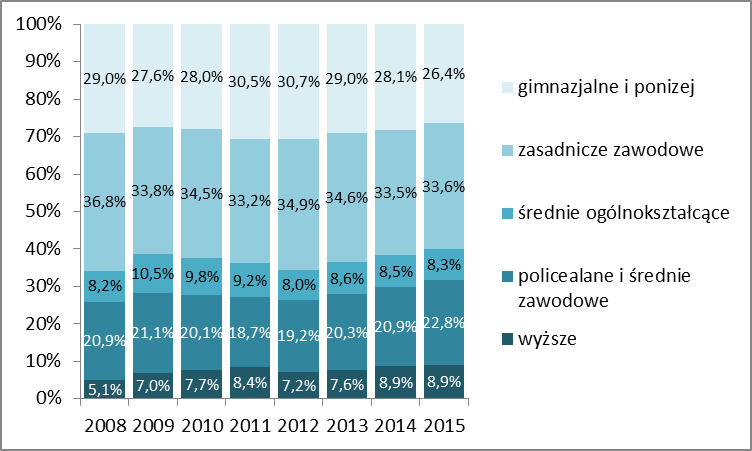 100%
90%
80%
70%
60%
50%
40%
30%
20%
10%
0%
29,0% 27,6% 28,0% 30,5% 30,7% 29,0% 28,1% 26,4%
36,8% 33,8% 34,5% 33,2% 34,9% 34,6% 33,5% 33,6%
8,2% 10,5% 9,8% 9,2% 8,0% 8,6% 8,5% 8,3%
20,9% 21,1% 20,1% 18,7% 19,2% 20,3% 20,9% 22,8%
5,1% 7,0% 7,7% 8,4% 7,2% 7,6% 8,9% 8,9%
2008 2009 2010 2011 2012 2013 2014 2015
gimnazjalne i ponizej
zasadnicze zawodowe
średnie ogólnokształcące
policealane i średnie
zawodowe
wyższe